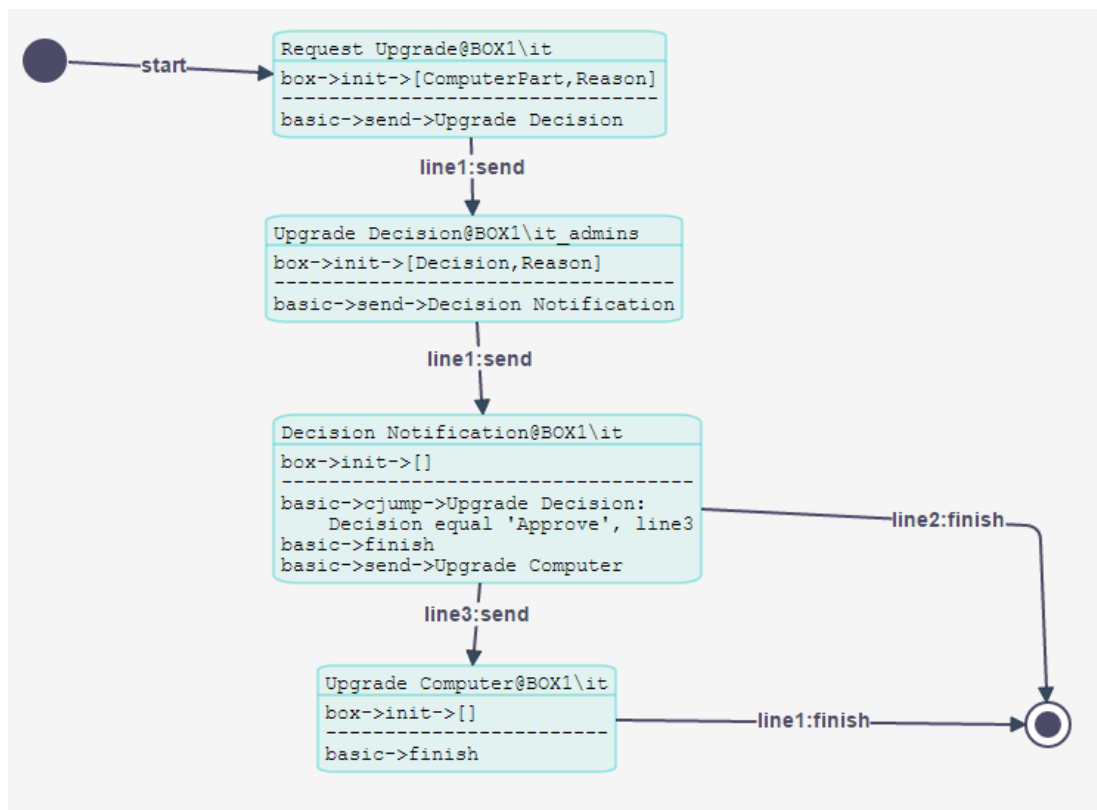 start
Request Upgrade@BOX1\it
box->init->[ComputerPart,Reason]
--------------------------------
basic->send->Upgrade Decision
line1:send
Upgrade Decision@BOX1\it_admins
box->init->[Decision,Reason]
----------------------------------
basic->send->Decision Notification
line1:send
Decision Notification@BOX1\it
box->init->[]
-----------------------------------
basic->cjump->Upgrade Decision:
    Decision equal 'Approve', line3
basic->finish
basic->send->Upgrade Computer
line2:finish
line3:send
Upgrade Computer@BOX1\it
box->init->[]
------------------------
basic->finish
line1:finish